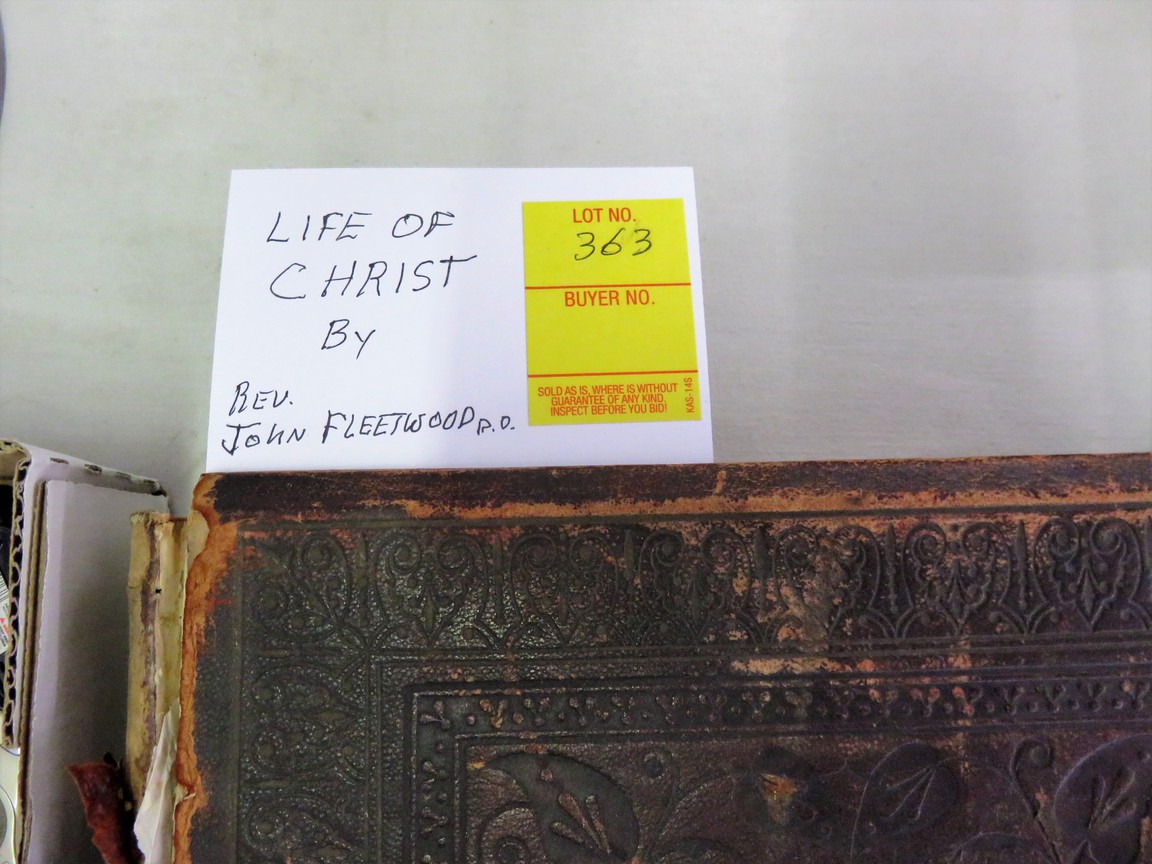 LIFE OF
CHRIST
By
REV.
JOHN FLEETWOOD D.D.
LOT NO.
363
BUYER NO.
SOLD AS IS, WHERE IS WITHOUT
GUARANTEE OF ANY KIND.
INSPECT BEFORE YOU BID!
KAS-14S